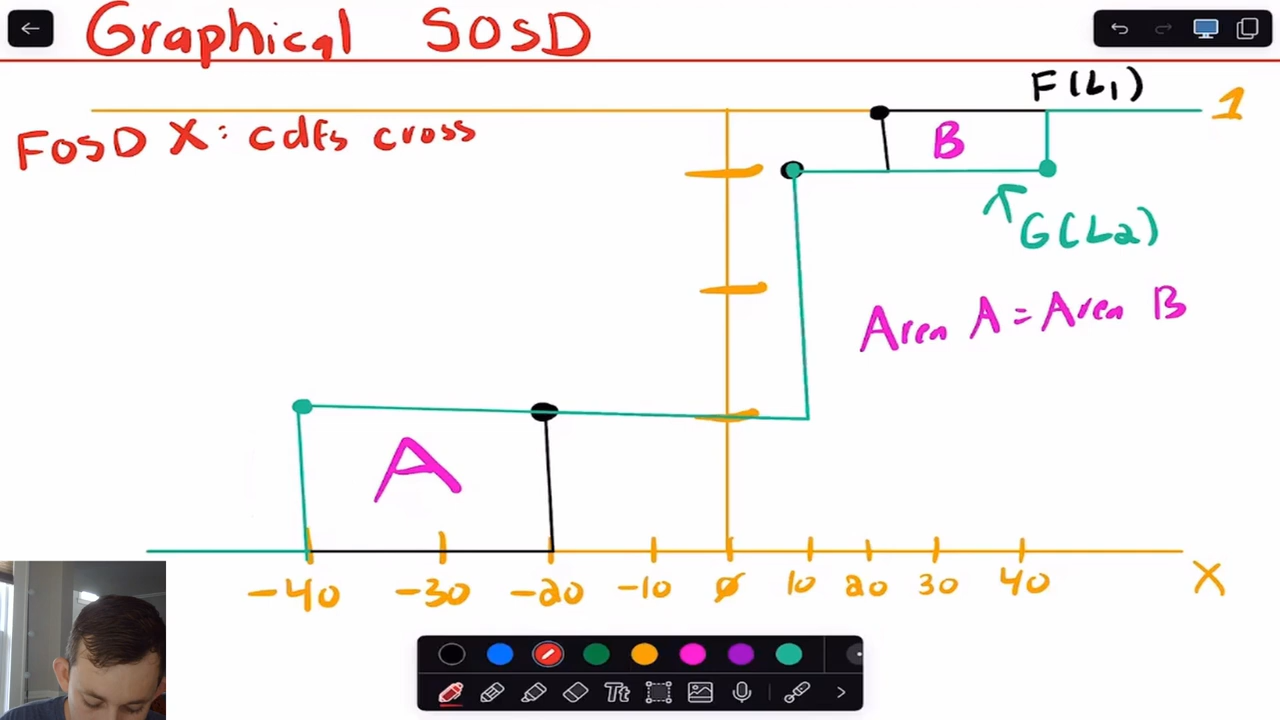 Graphical SOSD
F(L1)
1
FOSD X: cdfs cross
B
G(L2)
Area A = Area B
A
-40 -30 -20 -10 0 10 20 30 40 X
Tt